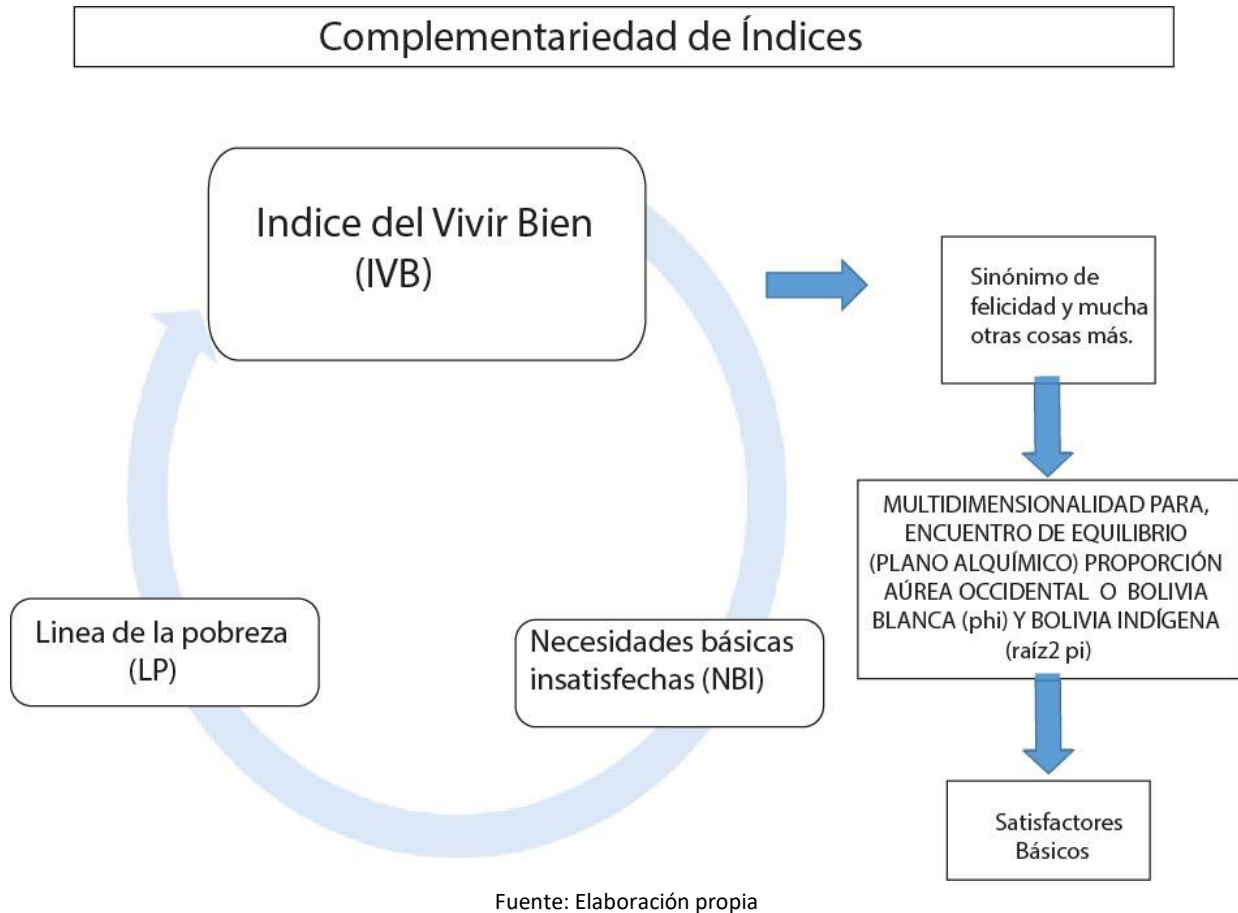 Complementariedad de Índices
Indice del Vivir Bien
(IVB)
Sinónimo de
felicidad y mucha
otras cosas más.
MULTIDIMENSIONALIDAD PARA,
ENCUENTRO DE EQUILIBRIO
(PLANO ALQUÍMICO) PROPORCIÓN
AÚREA OCCIDENTAL O BOLIVIA
BLANCA (phi) Y BOLIVIA INDÍGENA
(raíz2 pi)
Linea de la pobreza
(LP)
Necesidades básicas
insatisfechas (NBI)
Satisfactores
Básicos
Fuente: Elaboración propia